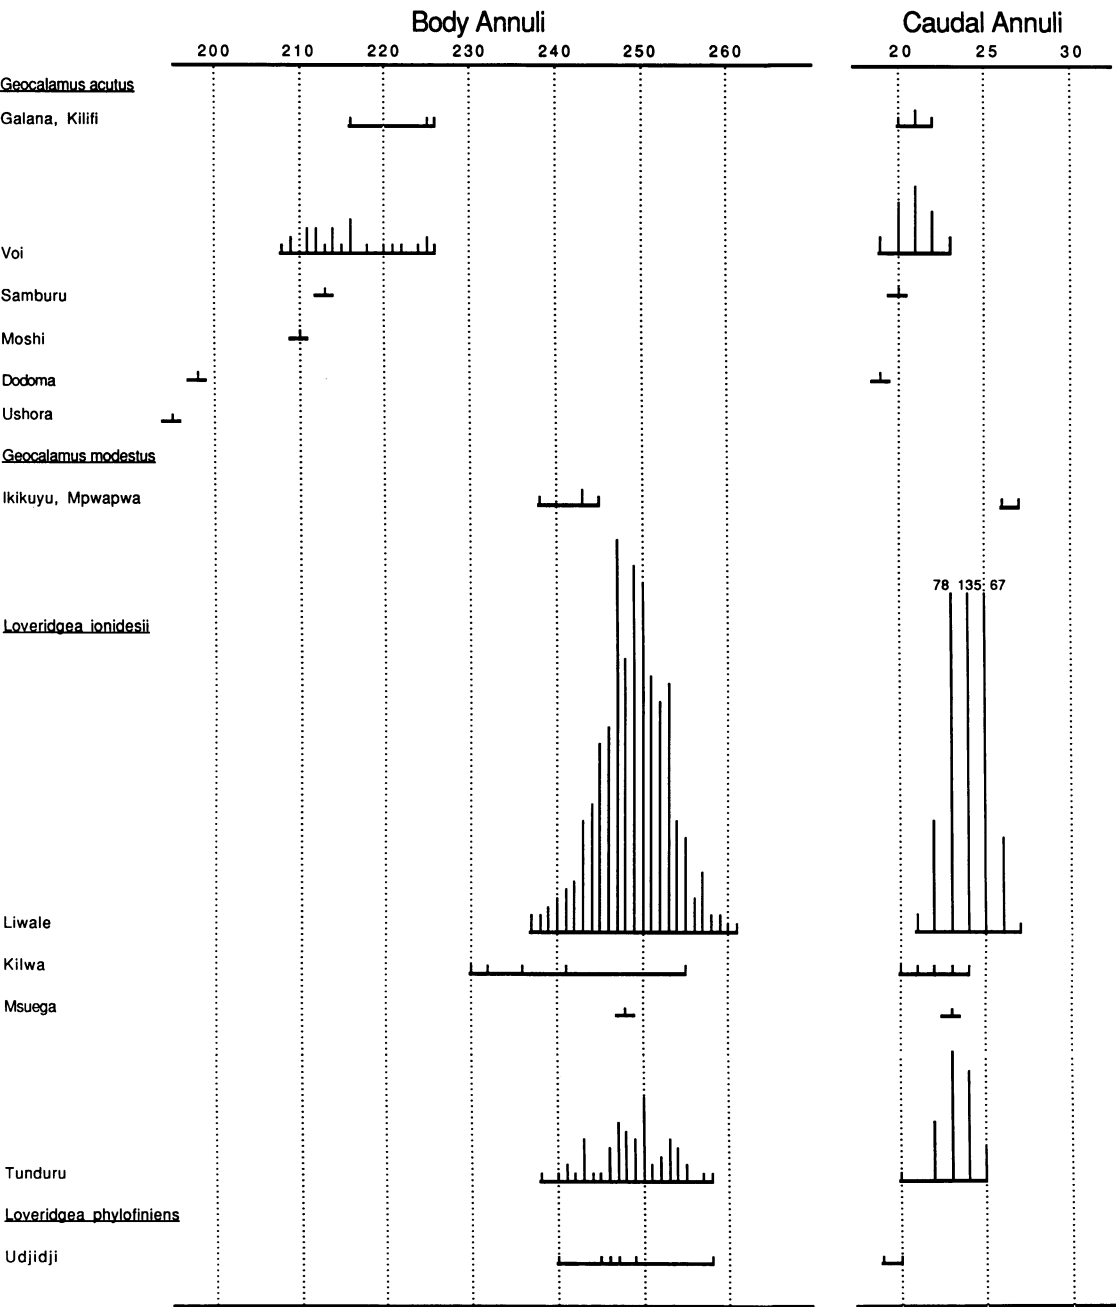 Body Annuli Caudal Annuli
200 210 220 230 240 250 260 20 25 30
Geocalamus acutus
Galana, Kilifi
Voi
Samburu
Moshi
Dodoma
Ushora
Geocalamus modestus
Ikikuyu, Mpwapwa
78 135 67
Loveridgea ionidesii
Liwale
Kilwa
Msuega
Tunduru
Loveridgea phylofiniens
Udjidji